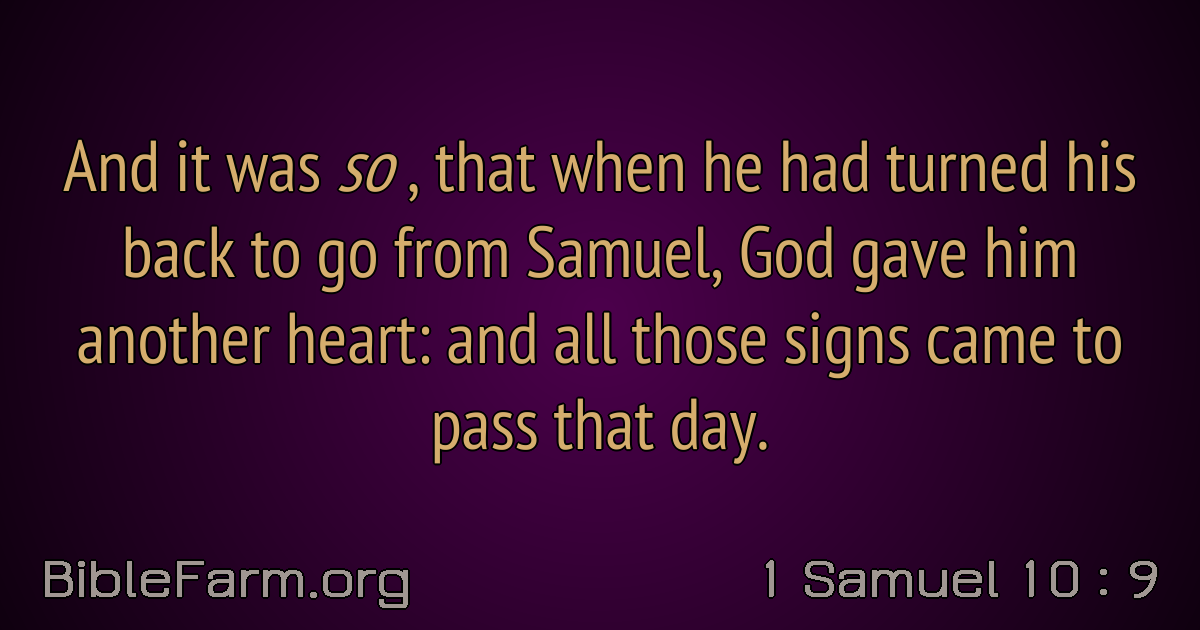 And it was so , that when he had turned his
back to go from Samuel, God gave him
another heart: and all those signs came to
pass that day.
BibleFarm.org
1 Samuel 10 : 9